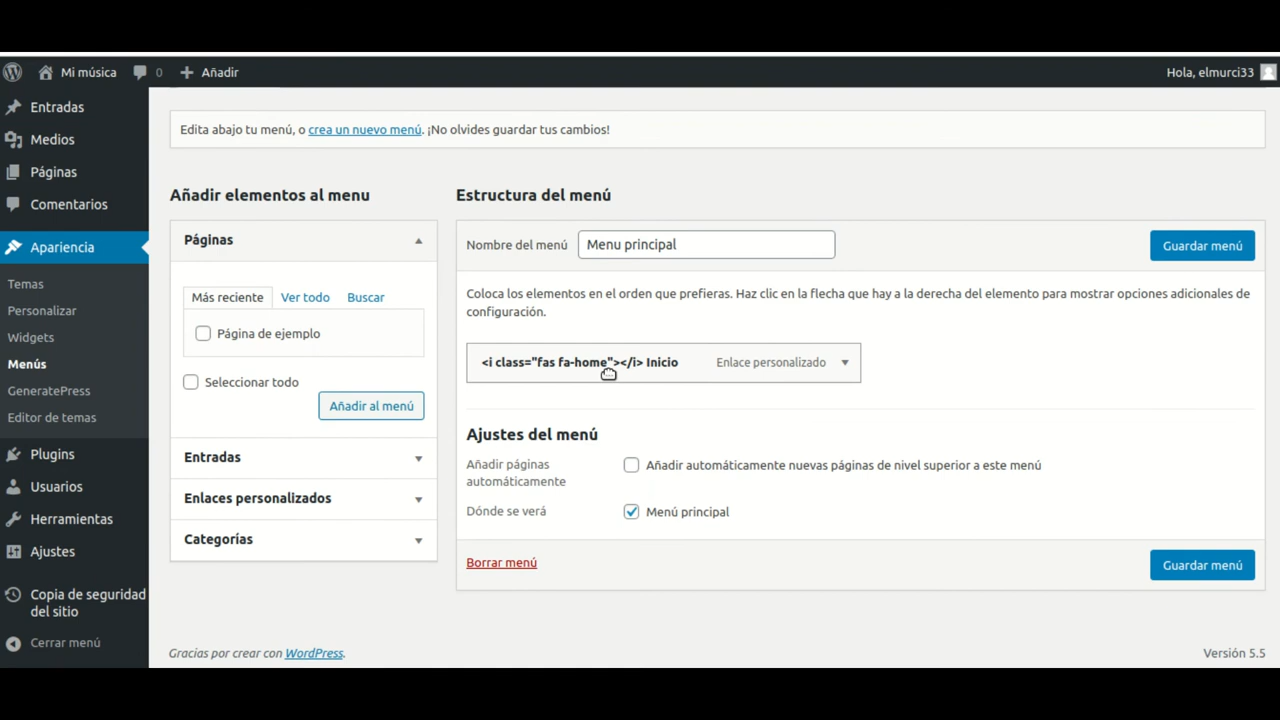 Mi música 0 Añadir Hola, elmurci33
Entradas
Medios
Páginas
Comentarios
Apariencia
Temas
Personalizar
Widgets
Menús
GeneratePress
Editor de temas
Plugins
Usuarios
Herramientas
Ajustes
Copia de seguridad
del sitio
Cerrar menú
Edita abajo tu menú, o crea un nuevo menú. ¡No olvides guardar tus cambios!
Añadir elementos al menu
Páginas
Más reciente Ver todo Buscar
Página de ejemplo
Seleccionar todo
Añadir al menú
Entradas
Enlaces personalizados
Categorías
Estructura del menú
Nombre del menú Menu principal Guardar menú
Coloca los elementos en el orden que prefieras. Haz clic en la flecha que hay a la derecha del elemento para mostrar opciones adicionales de
configuración.
<i class="fas fa-home"></i> Inicio Enlace personalizado
Ajustes del menú
Añadir páginas
automáticamente
Añadir automáticamente nuevas páginas de nivel superior a este menú
Dónde se verá Menú principal
Borrar menú Guardar menú
Gracias por crear con WordPress. Versión 5.5